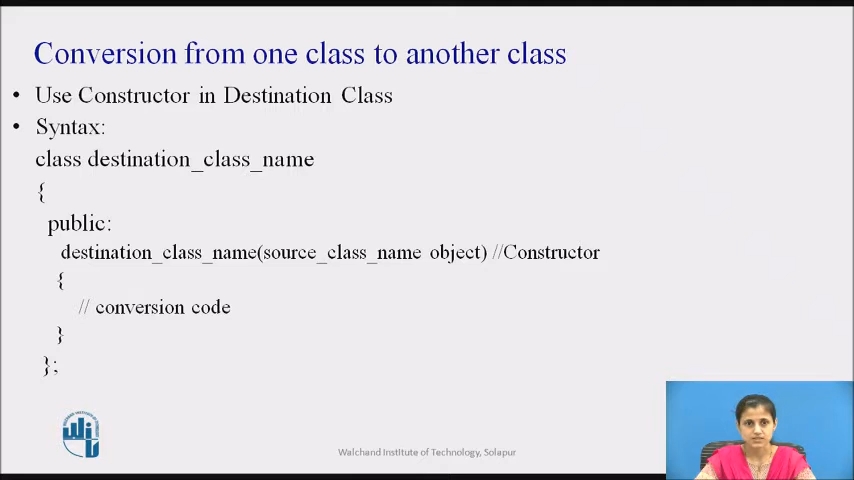 Conversion from one class to another class
• Use Constructor in Destination Class
• Syntax:
class destination_class_name
{
public:
destination_class_name(source_class_name object) //Constructor
{
// conversion code
}
};
Walchand Institute of Technology, Solapur